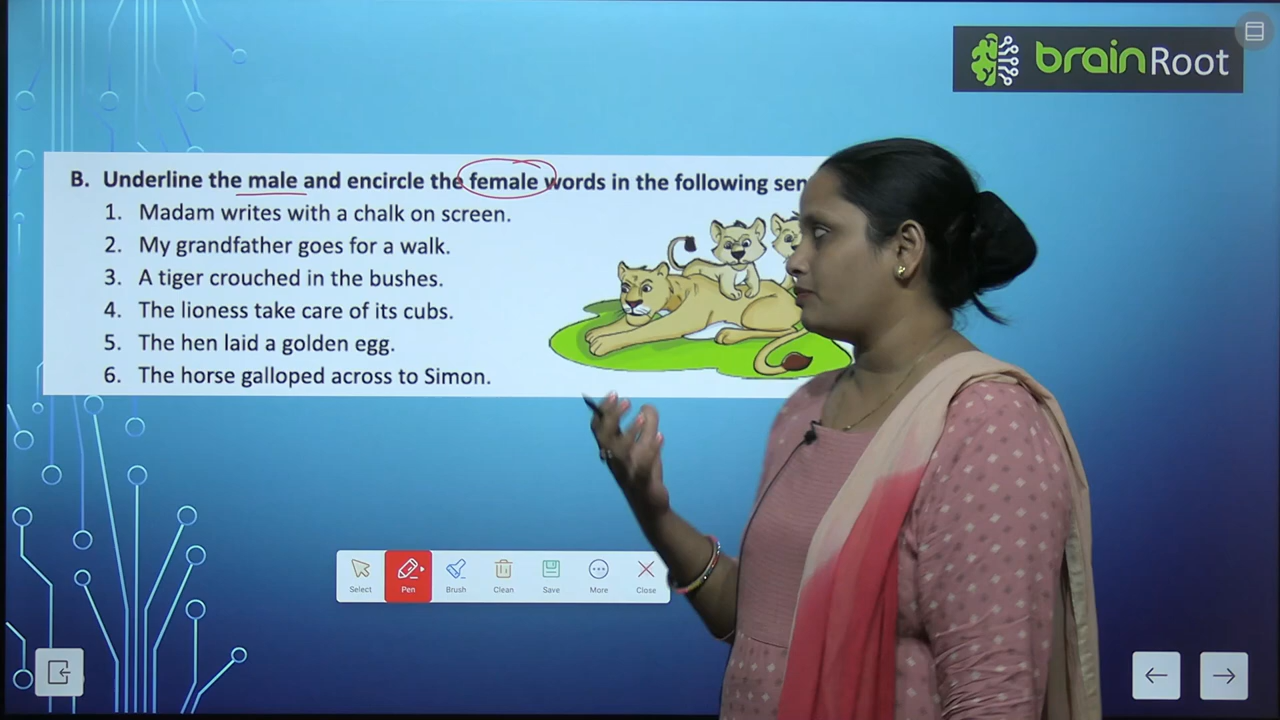 brainRoot
B. Underline the male and encircle the female words in the following sen
1. Madam writes with a chalk on screen.
2. My grandfather goes for a walk.
3. A tiger crouched in the bushes.
4. The lioness take care of its cubs.
5. The hen laid a golden egg.
6. The horse galloped across to Simon.
Select Pen Brush Clean Save More Close